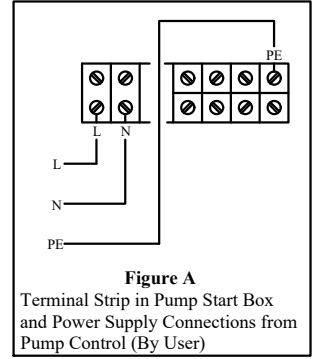 PE
L N
L
N
PE
Figure A
Terminal Strip in Pump Start Box
and Power Supply Connections from
Pump Control (By User)